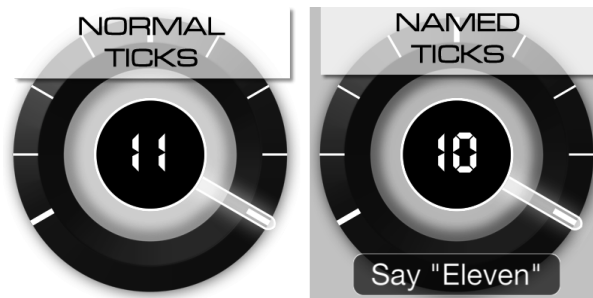 NORMAL
TICKS
11
NAMED
TICKS
10
Say "Eleven"